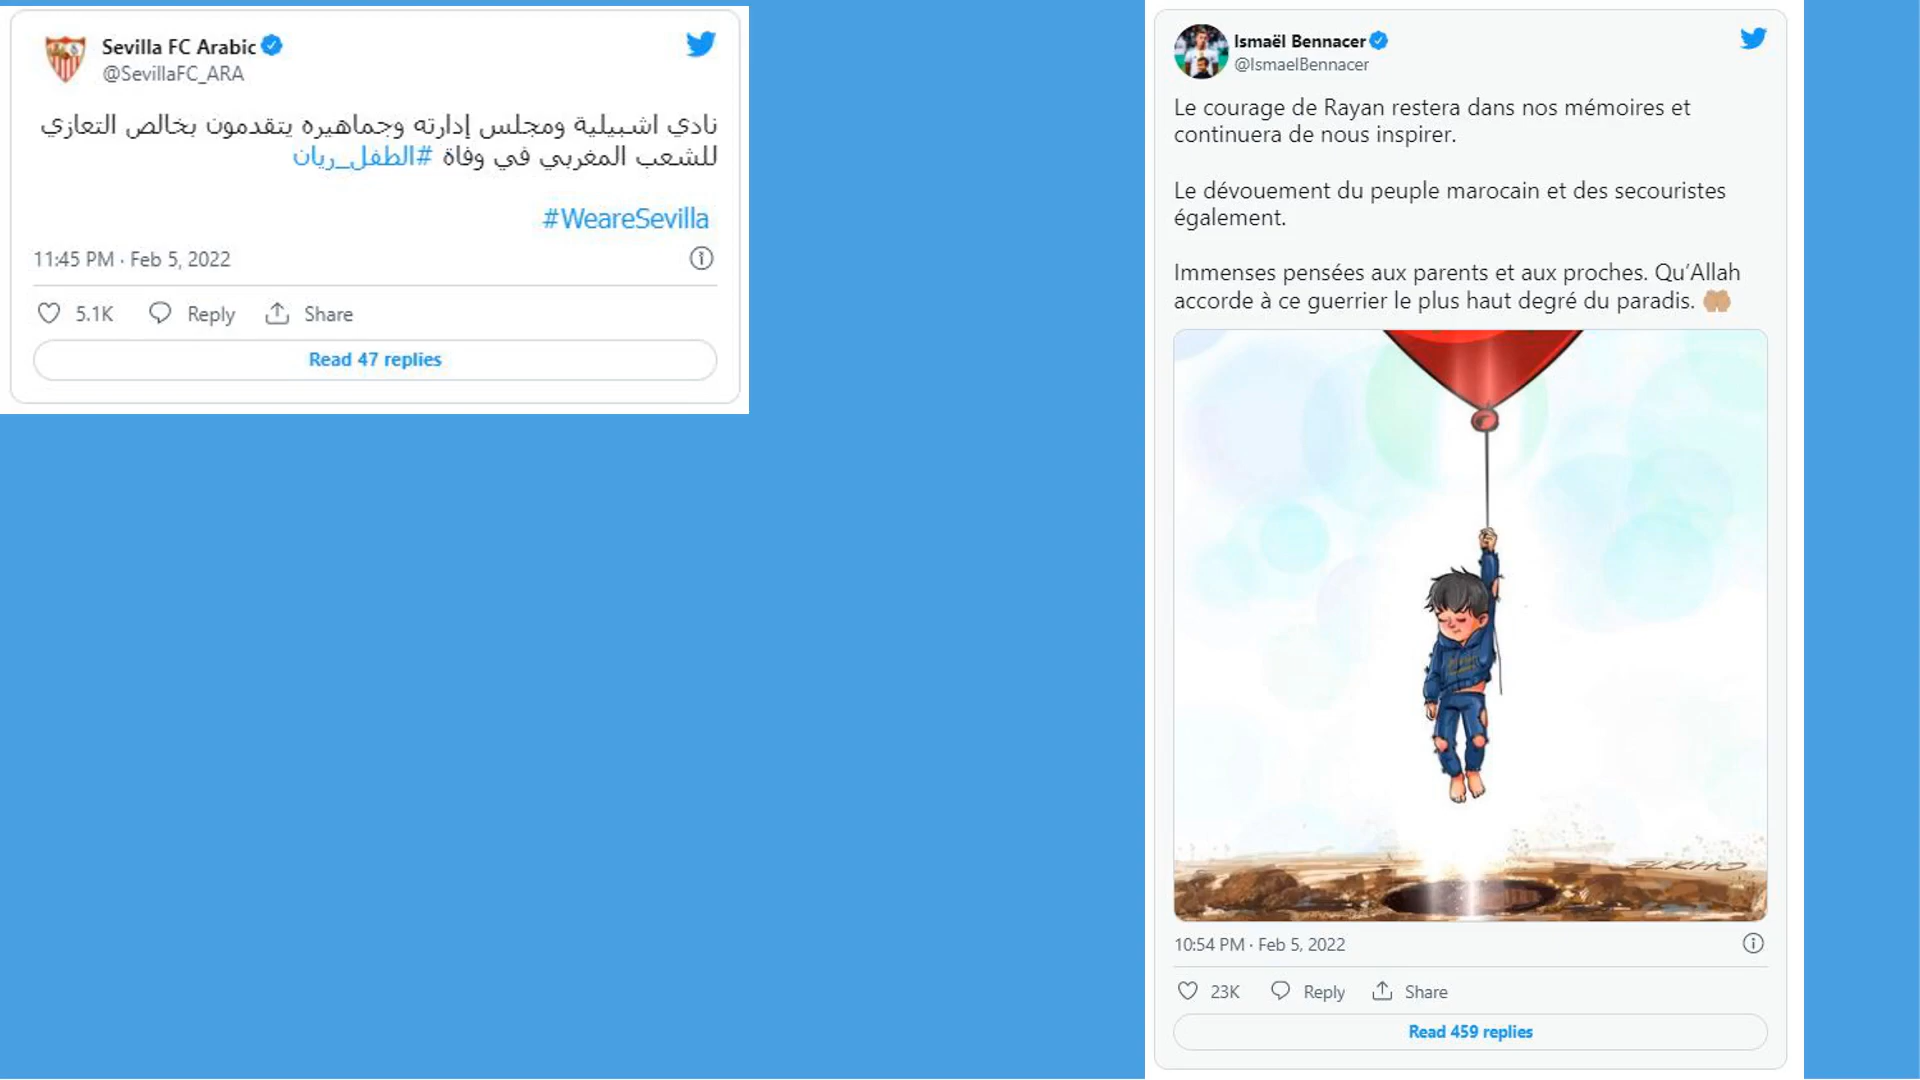 Sevilla FC Arabic
@SevillaFC_ARA
نادي اشبيلية ومجلس إدارته وجماهيره يتقدمون بخالص التعازي
للشعب المغربي في وفاة #الطفل_ريان
#WeareSevilla
11:45 PM · Feb 5, 2022
5.1K Reply Share
Read 47 replies
Ismaël Bennacer
@IsmaelBennacer
Le courage de Rayan restera dans nos mémoires et
continuera de nous inspirer.
Le dévouement du peuple marocain et des secouristes
également.
Immenses pensées aux parents et aux proches. Qu’Allah
accorde à ce guerrier le plus haut degré du paradis. 🤲🏽
ELKHO
10:54 PM · Feb 5, 2022
23K Reply Share
Read 459 replies